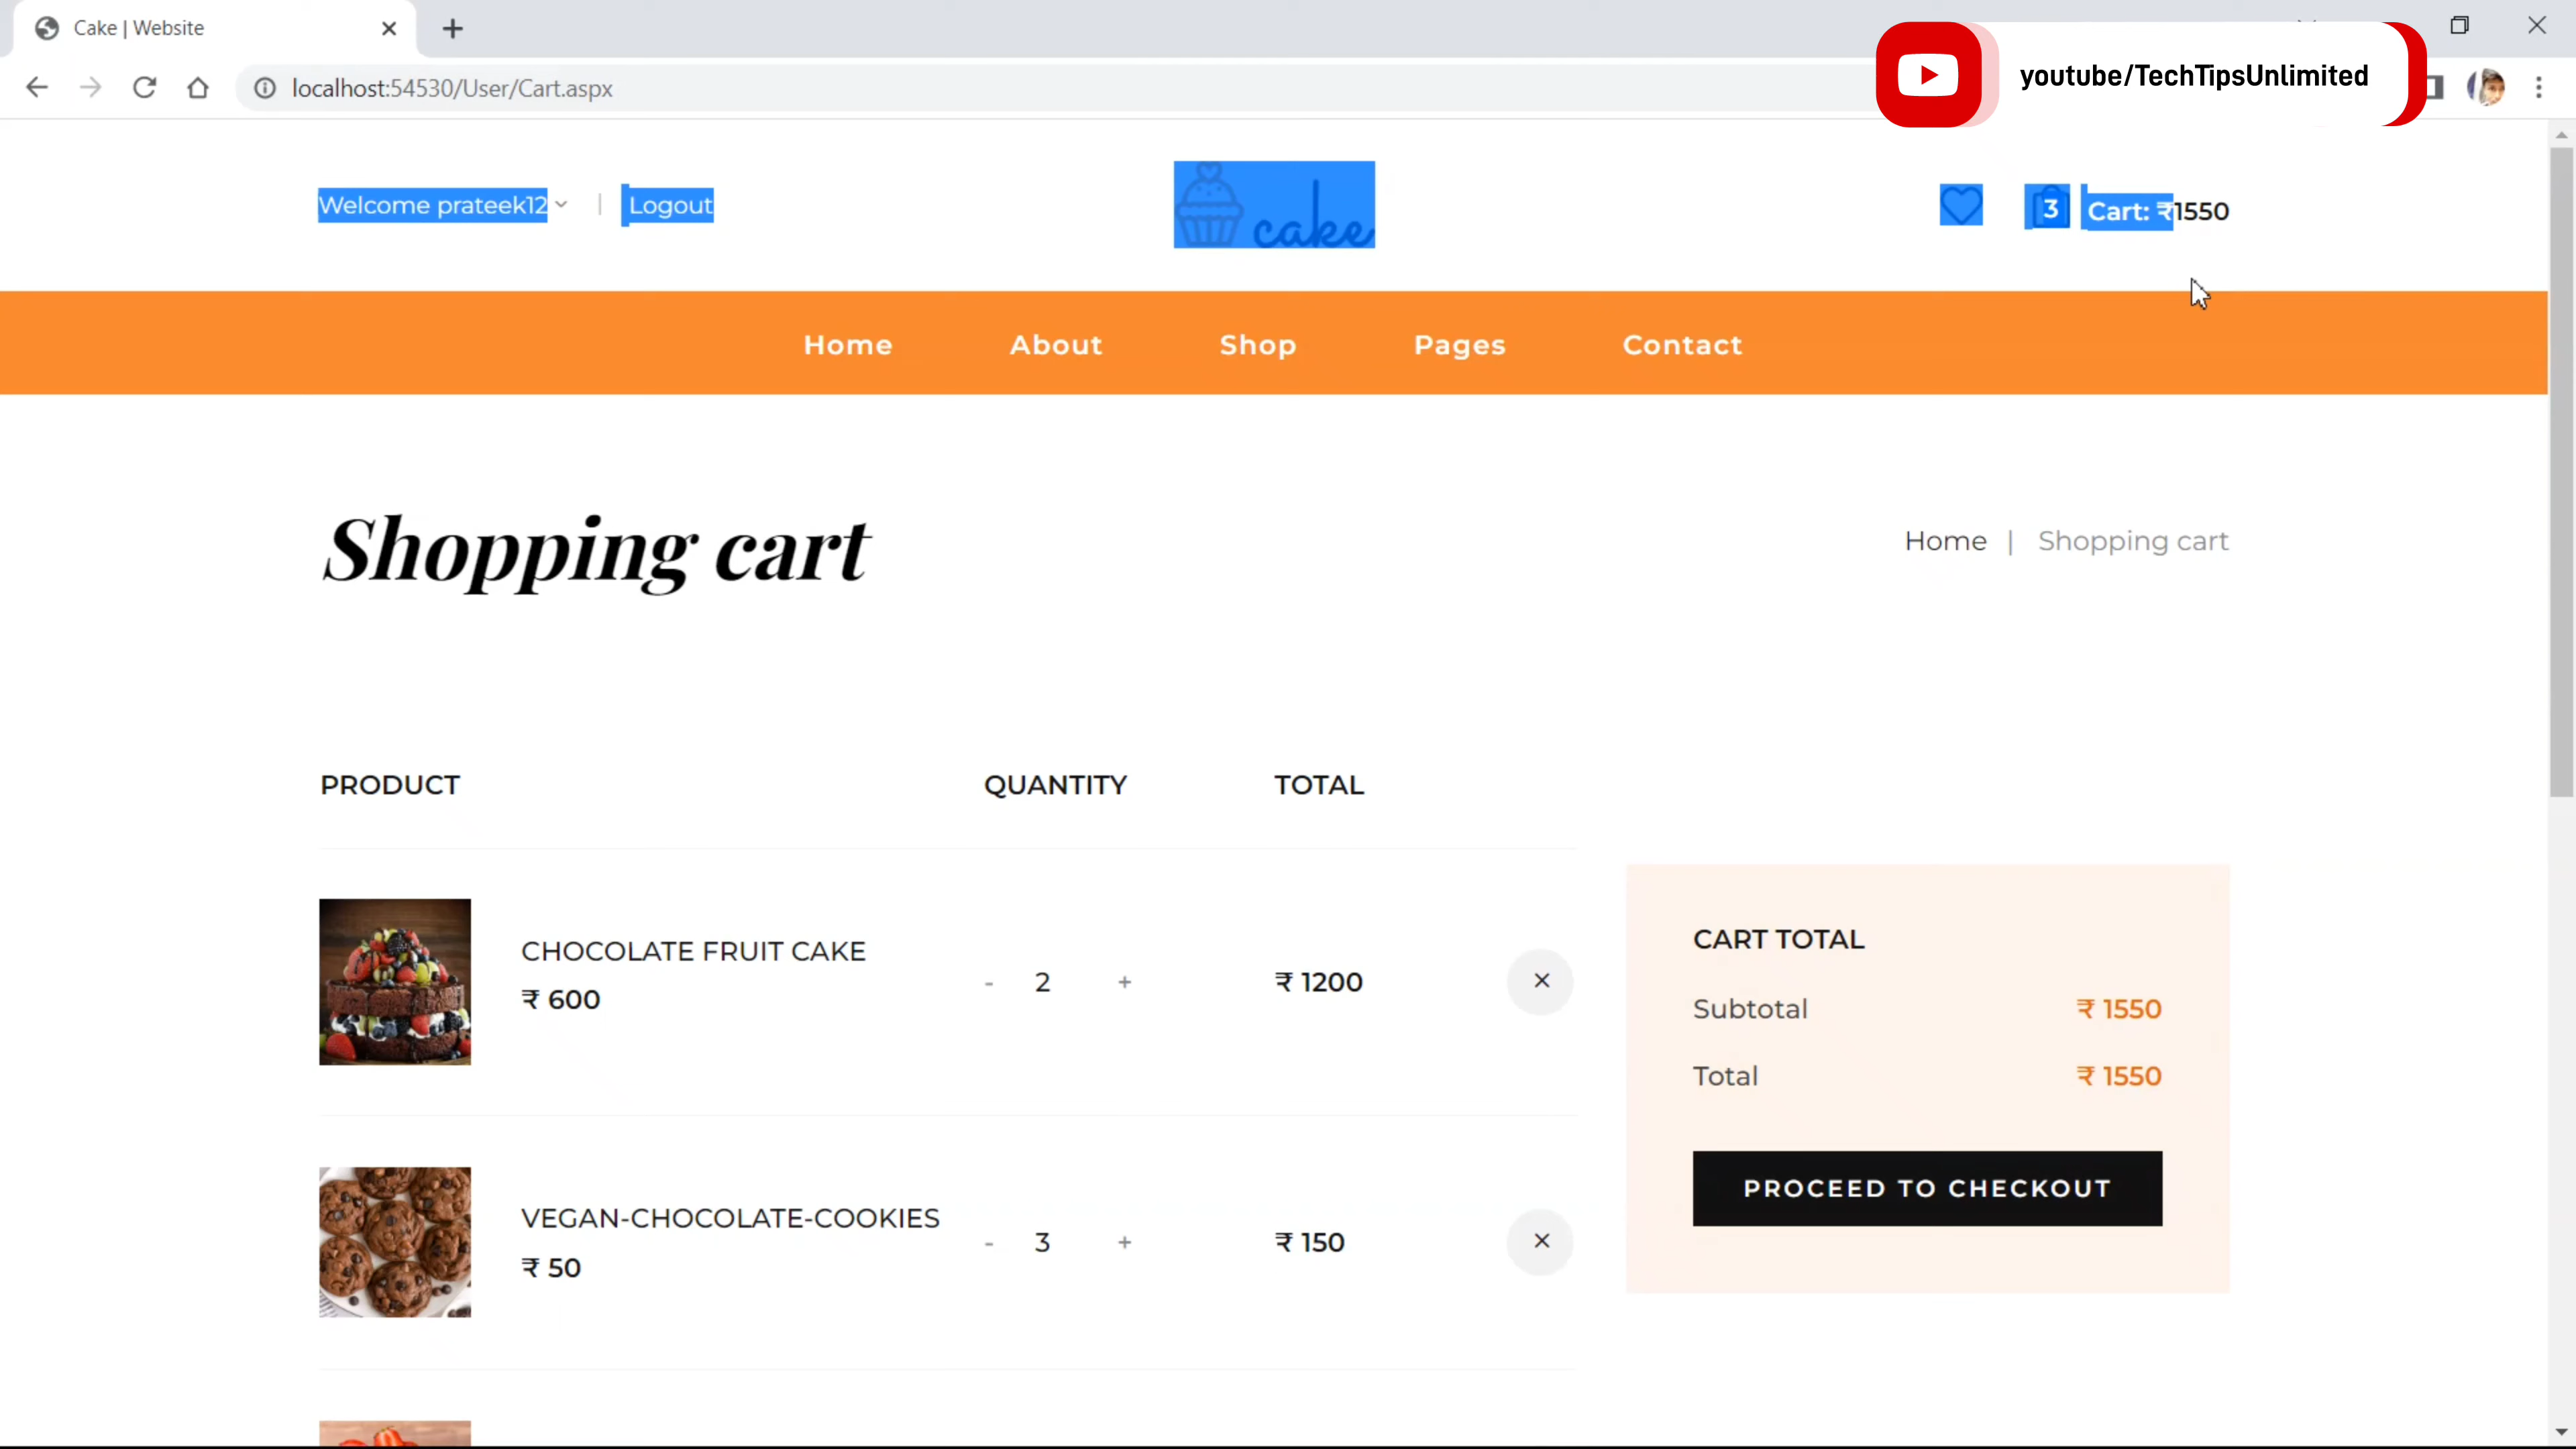 Cake | Website
localhost:54530/User/Cart.aspx
youtube/TechTipsUnlimited
Welcome prateek12 | Logout
cake
3 Cart: ₹1550
Home About Shop Pages Contact
Shopping cart
Home | Shopping cart
PRODUCT QUANTITY TOTAL
CHOCOLATE FRUIT CAKE
₹ 600
- 2 +
₹ 1200
×
VEGAN-CHOCOLATE-COOKIES
₹ 50
- 3 +
₹ 150
×
CART TOTAL
Subtotal ₹ 1550
Total ₹ 1550
PROCEED TO CHECKOUT